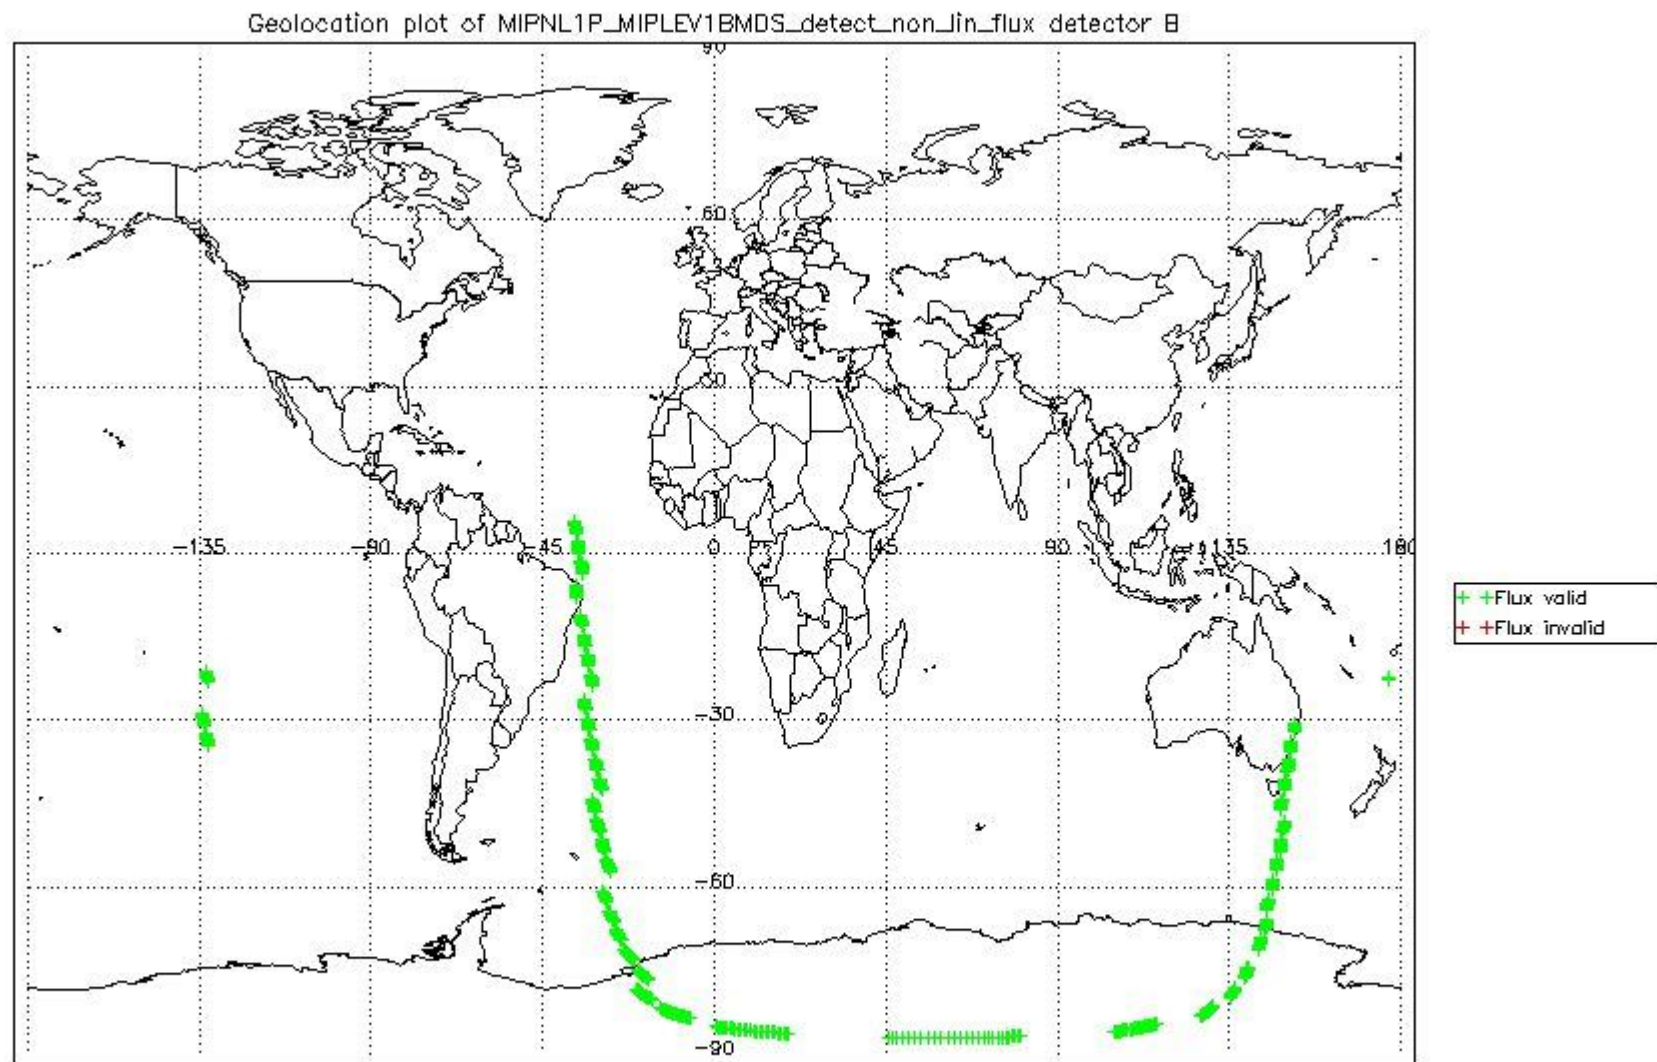 Geolocation plot of MIPNL1P_MIPLEV1BMDS_detect_non_lin_flux detector B
90
60
30
-135 -90 -45 0 45 90 135 180
+ +Flux valid
+ +Flux invalid
-30
-60
-90